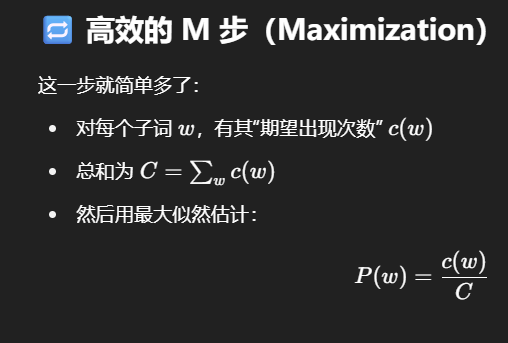 🔁 高效的 M 步（Maximization）
这一步就简单多了：
• 对每个子词 w，有其“期望出现次数” c(w)
• 总和为 C = ∑_w c(w)
• 然后用最大似然估计：
P(w) = c(w) / C